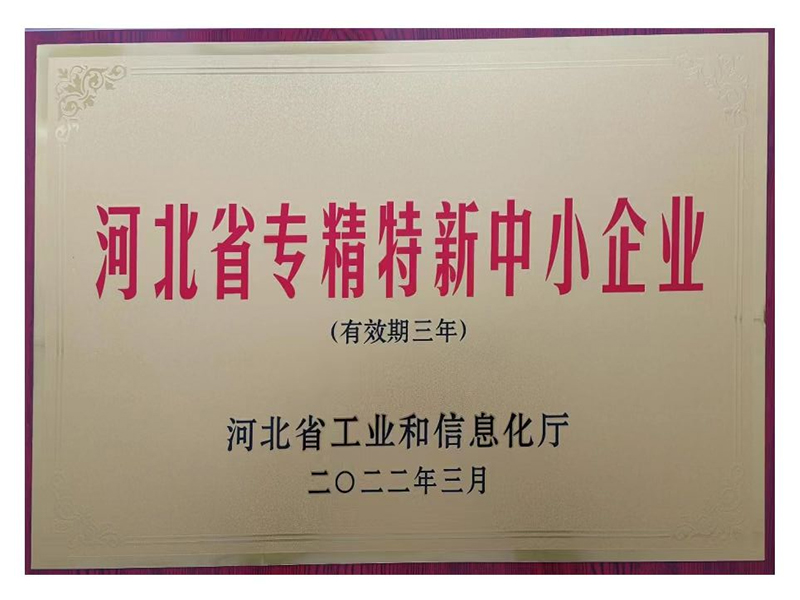 河北省专精特新中小企业
(有效期三年)
河北省工业和信息化厅
二〇二二年三月